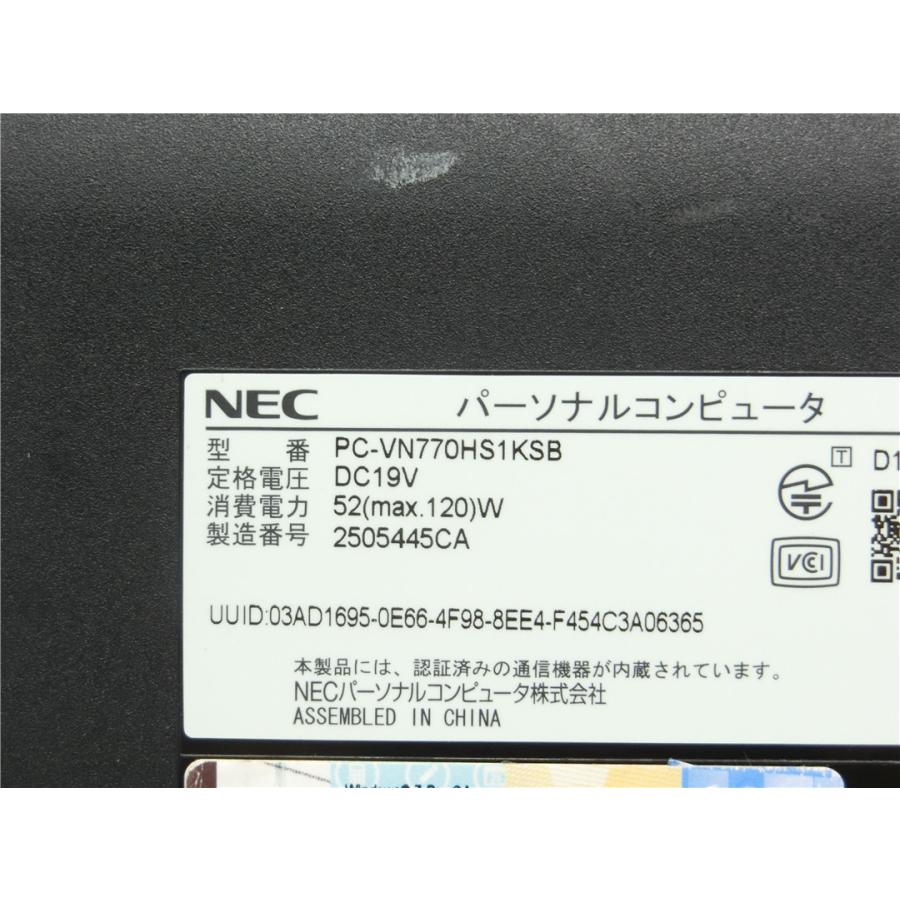 NEC パーソナルコンピュータ
型 番 PC-VN770HS1KSB
定格電圧 DC19V
消費電力 52(max.120)W
製造番号 2505445CA
T D1
VCI
UUID:03AD1695-0E66-4F98-8EE4-F454C3A06365
本製品には、認証済みの通信機器が内蔵されています。
NECパーソナルコンピュータ株式会社
ASSEMBLED IN CHINA